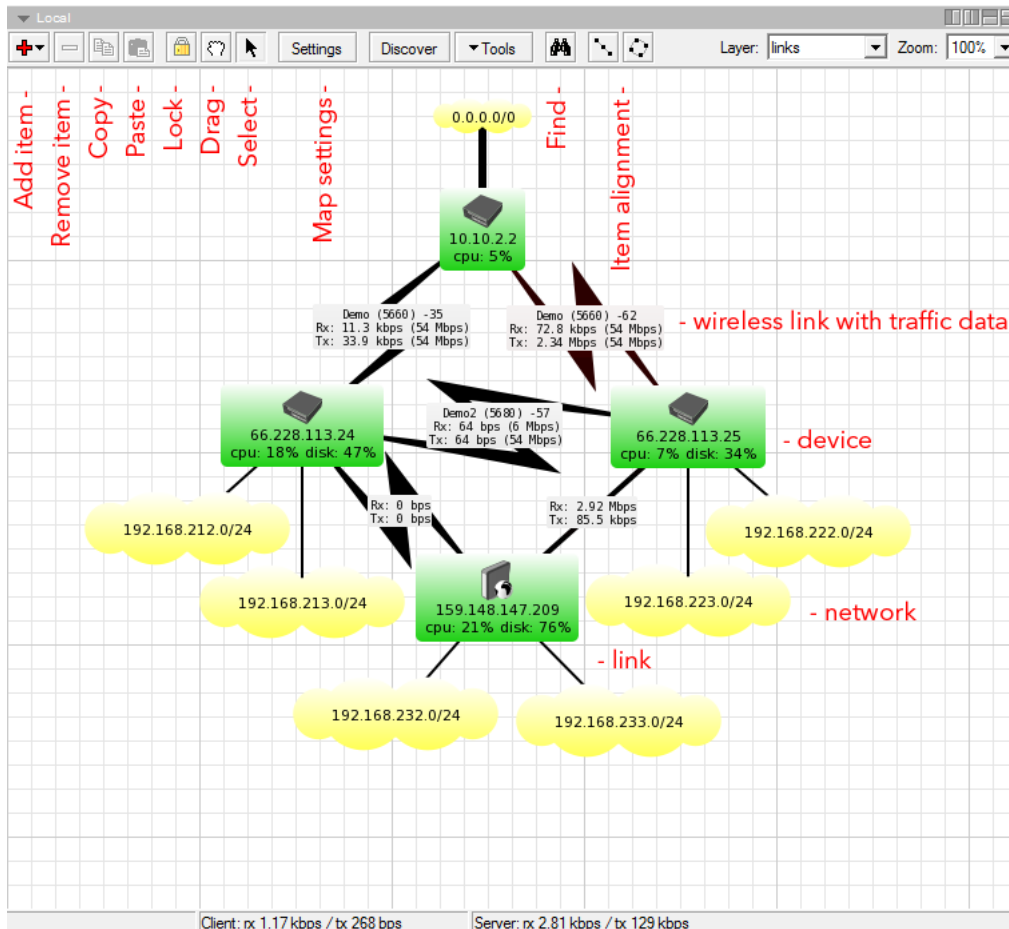 Local
Settings
Discover
Tools
Layer: links
Zoom: 100%
Add item -
Remove item -
Copy -
Paste -
Lock -
Drag -
Select -
Map settings -
Find -
Item alignment -
0.0.0.0/0
10.10.2.2
cpu: 5%
Demo (5660) -35
Rx: 11.3 kbps (54 Mbps)
Tx: 33.9 kbps (54 Mbps)
Demo (5660) -62
Rx: 72.8 kbps (54 Mbps)
Tx: 2.34 Mbps (54 Mbps)
- wireless link with traffic data
66.228.113.24
cpu: 18% disk: 47%
Demo2 (5680) -57
Rx: 64 bps (6 Mbps)
Tx: 64 bps (54 Mbps)
66.228.113.25
cpu: 7% disk: 34%
- device
192.168.212.0/24
Rx: 0 bps
Tx: 0 bps
Rx: 2.92 Mbps
Tx: 85.5 kbps
192.168.222.0/24
192.168.213.0/24
159.148.147.209
cpu: 21% disk: 76%
192.168.223.0/24
- network
- link
192.168.232.0/24
192.168.233.0/24
Client: rx 1.17 kbps / tx 268 bps
Server: rx 2.81 kbps / tx 129 kbps